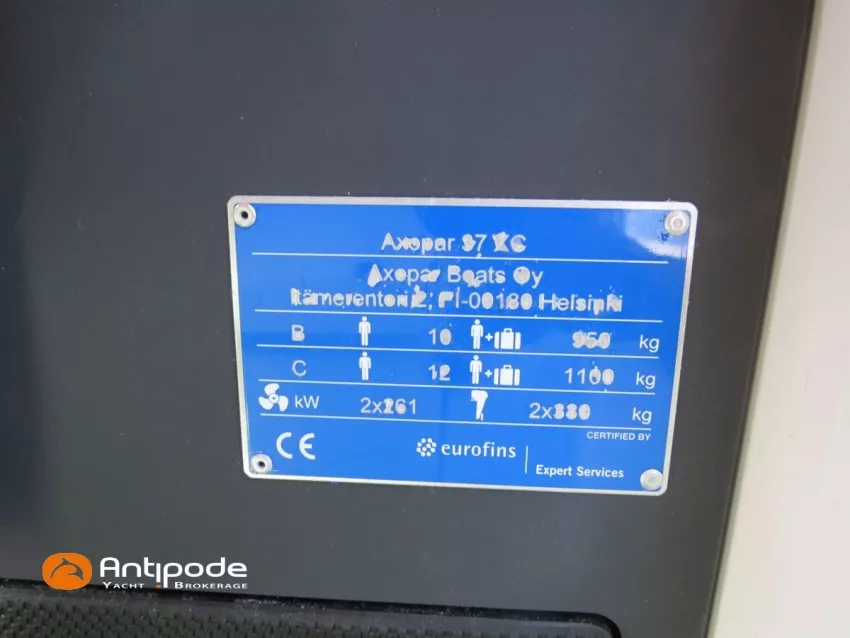 Axopar 37 XC
Axopar Boats Oy
2, FI-00180 Helsinki
B 10 + 950 kg
C 12 + 1100 kg
kW 2x261 2x330 kg
CERTIFIED BY
CE eurofins Expert Services
Antipode
YACHT BROKERAGE